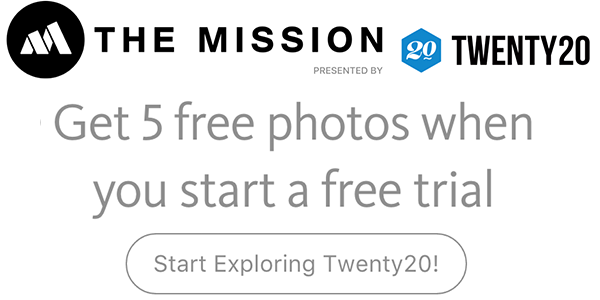 THE MISSION
PRESENTED BY
20 TWENTY20
Get 5 free photos when
you start a free trial
Start Exploring Twenty20!